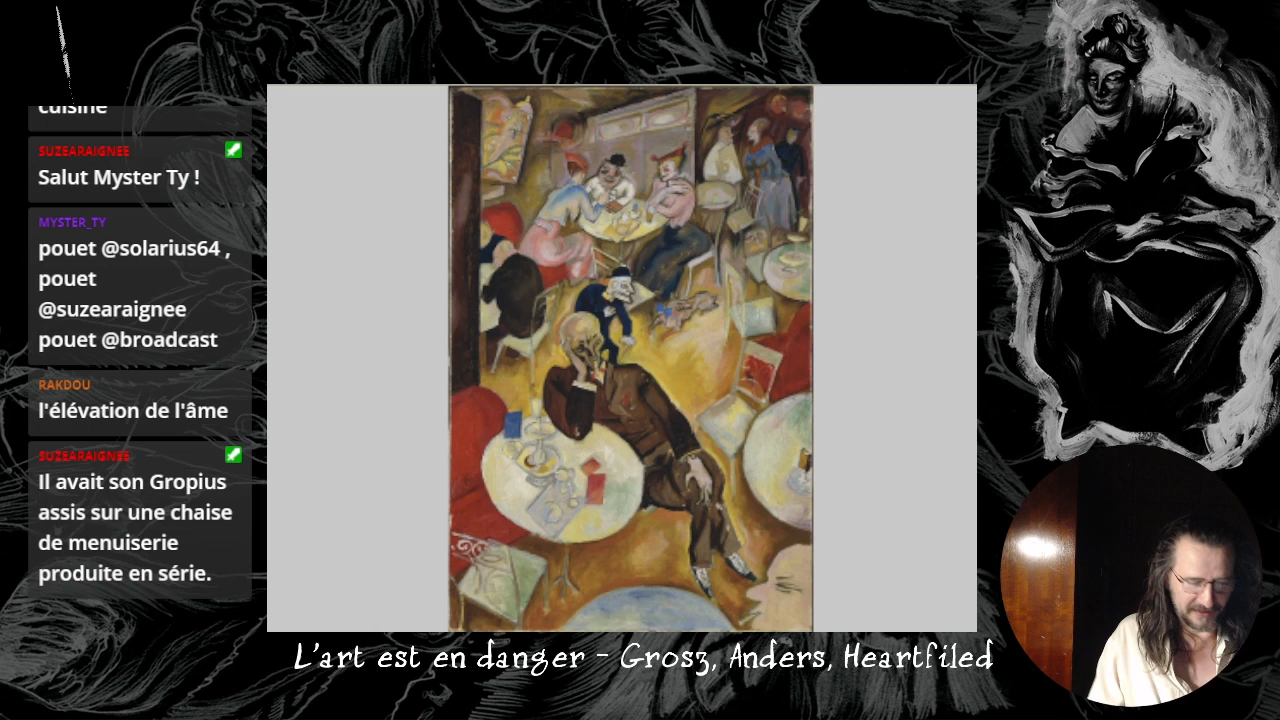 cuisine
SUZEARAIGNEE
Salut Myster Ty !
MYSTER_TY
pouet @solarius64 ,
pouet
@suzearaignee
pouet @broadcast
RAKDOU
l'élévation de l'âme
SUZEARAIGNEE
Il avait son Gropius
assis sur une chaise
de menuiserie
produite en série.
L'art est en danger - Grosz, Anders, Heartfiled